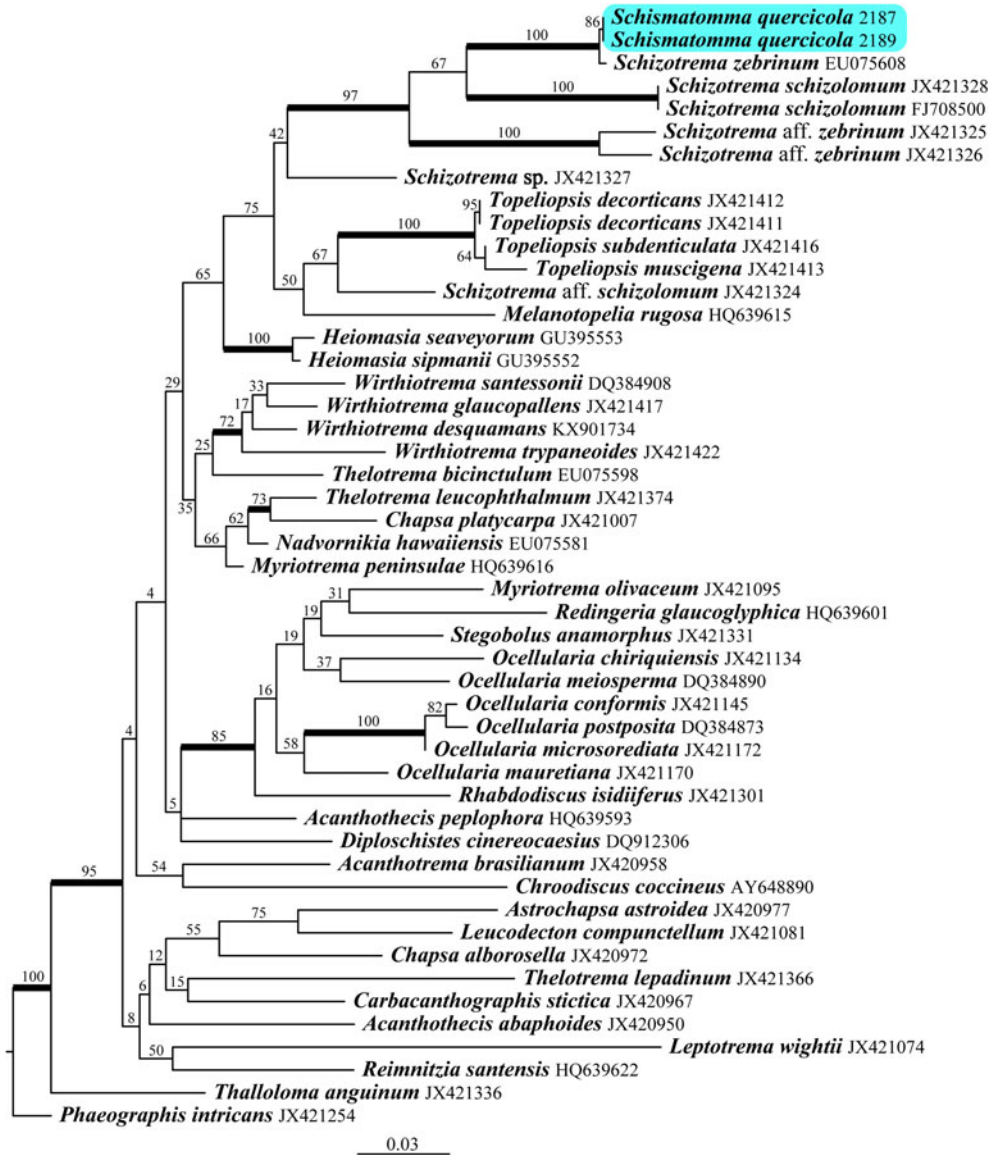 86
Schismatomma quercicola 2187
100
Schismatomma quercicola 2189
Schizotrema zebrinum EU075608
67
100
Schizotrema schizolomum JX421328
97
Schizotrema schizolomum FJ708500
100
Schizotrema aff. zebrinum JX421325
42
Schizotrema aff. zebrinum JX421326
Schizotrema sp. JX421327
75
95
Topeliopsis decorticans JX421412
100
Topeliopsis decorticans JX421411
67
64
Topeliopsis subdenticulata JX421416
65
50
Topeliopsis muscigena JX421413
Schizotrema aff. schizolomum JX421324
Melanotopelia rugosa HQ639615
100
Heiomasia seaveyorum GU395553
Heiomasia sipmanii GU395552
29
33
Wirthiotrema santessonii DQ384908
17
Wirthiotrema glaucopallens JX421417
72
Wirthiotrema desquamans KX901734
25
Wirthiotrema trypaneoides JX421422
Thelotrema bicinctulum EU075598
35
73
Thelotrema leucophthalmum JX421374
62
Chapsa platycarpa JX421007
66
Nadvornikia hawaiiensis EU075581
Myriotrema peninsulae HQ639616
4
31
Myriotrema olivaceum JX421095
19
Redingeria glaucoglyphica HQ639601
19
Stegobolus anamorphus JX421331
37
Ocellularia chiriquiensis JX421134
16
Ocellularia meiosperma DQ384890
82
Ocellularia conformis JX421145
100
Ocellularia postposita DQ384873
4
85
58
Ocellularia microsorediata JX421172
Ocellularia mauretiana JX421170
5
Rhabdodiscus isidiiferus JX421301
Acanthothecis peplophora HQ639593
Diploschistes cinereocaesius DQ912306
95
54
Acanthotrema brasilianum JX420958
Chroodiscus coccineus AY648890
75
Astrochapsa astroidea JX420977
55
Leucodecton compunctellum JX421081
12
Chapsa alborosella JX420972
100
6
15
Thelotrema lepadinum JX421366
Carbacanthographis stictica JX420967
8
Acanthothecis abaphoides JX420950
50
Leptotrema wightii JX421074
Reimnitzia santensis HQ639622
Thalloloma anguinum JX421336
Phaeographis intricans JX421254
0.03